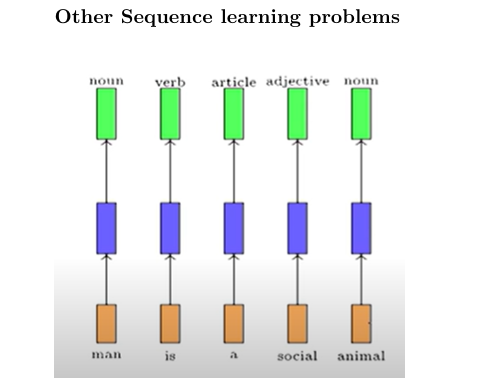 Other Sequence learning problems
noun verb article adjective noun
man is a social animal